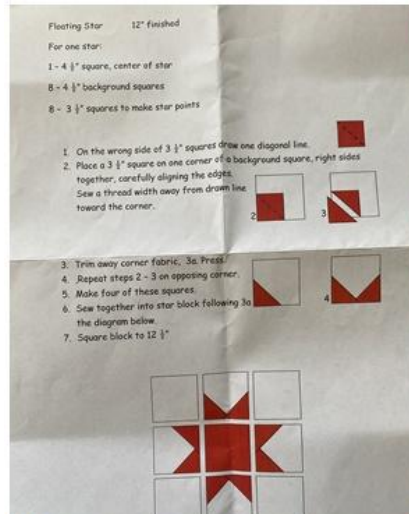 Floating Star 12" finished
For one star:
1 - 4 ½" square, center of star
8 - 4 ½" background squares
8 - 3 ½" squares to make star points
1. On the wrong side of 3 ½" squares draw one diagonal line.
2. Place a 3 ½" square on one corner of a background square, right sides
together, carefully aligning the edges.
Sew a thread width away from drawn line
toward the corner.
2
3
3. Trim away corner fabric, 3a. Press.
4. Repeat steps 2 - 3 on opposing corner.
5. Make four of these squares.
6. Sew together into star block following
the diagram below.
7. Square block to 12 ½"
3a
4